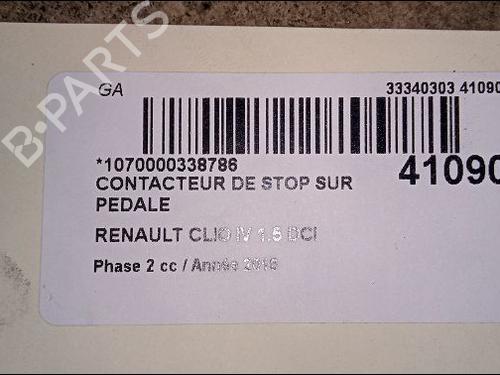 B-PARTS
GA
33340303 41090
*1070000338786
41090
CONTACTEUR DE STOP SUR
PEDALE
RENAULT CLIO IV 1.5 DCI
Phase 2 cc / Année